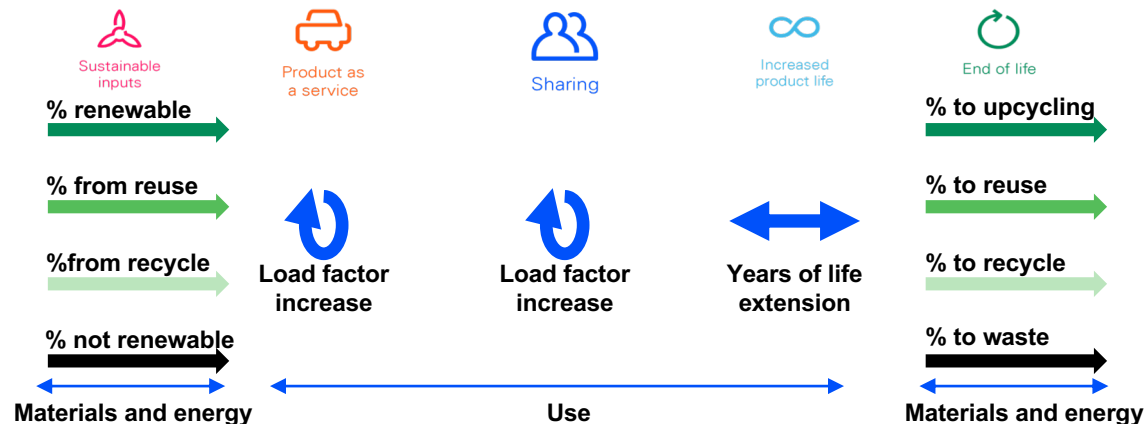 Sustainable
inputs
Product as
a service
Sharing
Increased
product life
End of life
% renewable
% from reuse
%from recycle
% not renewable
Load factor
increase
Load factor
increase
Years of life
extension
% to upcycling
% to reuse
% to recycle
% to waste
Materials and energy
Use
Materials and energy